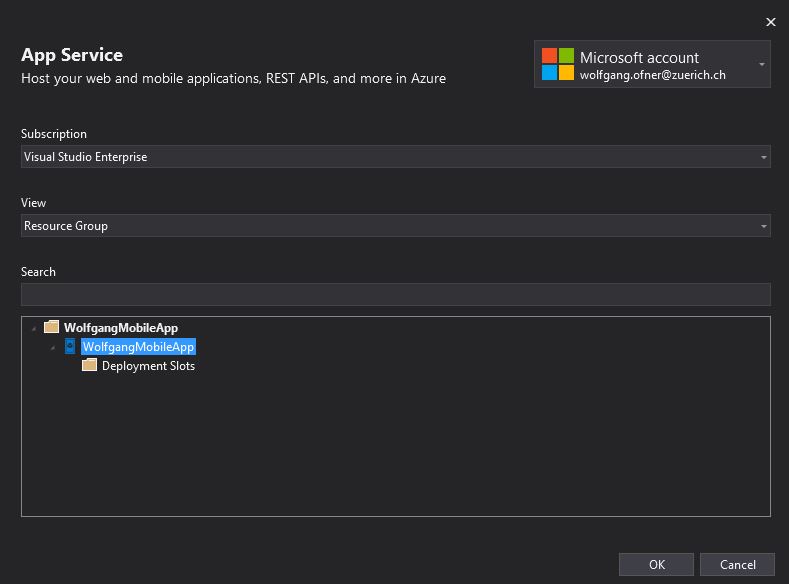 App Service
Host your web and mobile applications, REST APIs, and more in Azure
Microsoft account
wolfgang.ofner@zuerich.ch
Subscription
Visual Studio Enterprise
View
Resource Group
Search
WolfgangMobileApp
WolfgangMobileApp
Deployment Slots
OK
Cancel